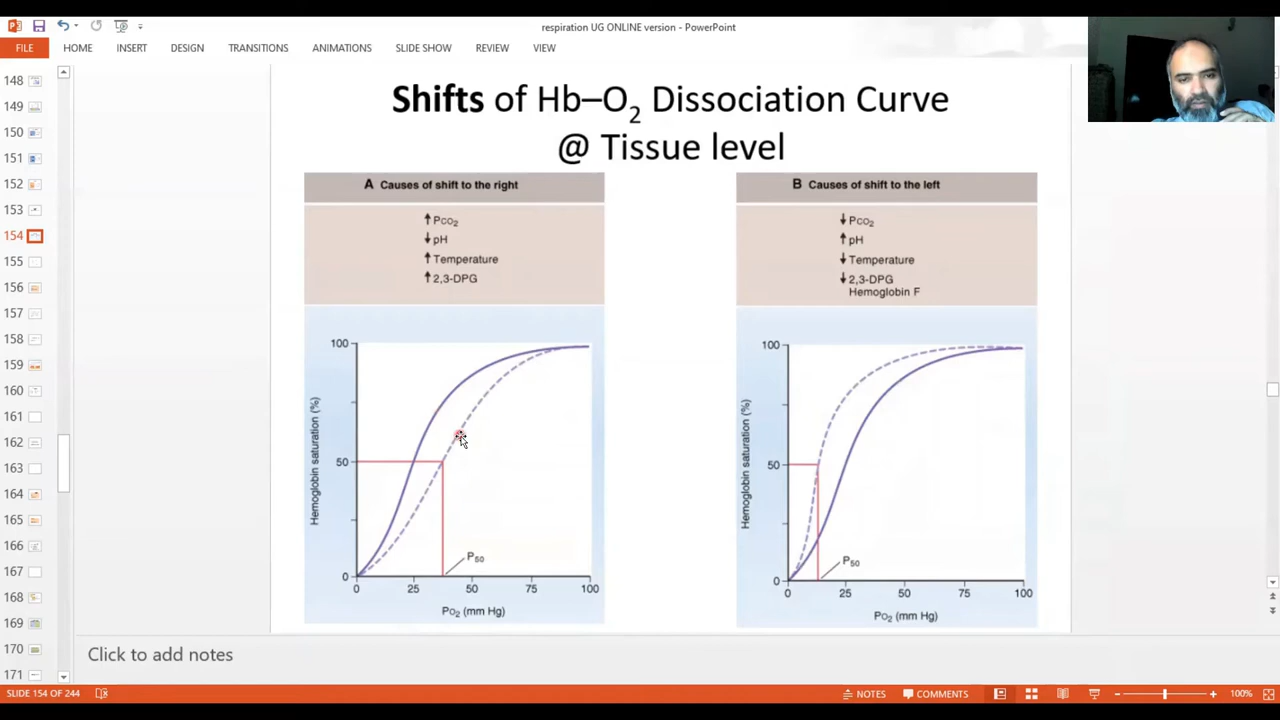 respiration UG ONLINE version - PowerPoint
FILE HOME INSERT DESIGN TRANSITIONS ANIMATIONS SLIDE SHOW REVIEW VIEW
148
149
150
151
152
153
154
155
156
157
158
159
160
161
162
163
164
165
166
167
168
169
170
171
Shifts of Hb–O2 Dissociation Curve
@ Tissue level
A Causes of shift to the right
↑ PCO2
↓ pH
↑ Temperature
↑ 2,3-DPG
100
50
0
Hemoglobin saturation (%)
P50
0 25 50 75 100
PO2 (mm Hg)
B Causes of shift to the left
↓ PCO2
↑ pH
↓ Temperature
↓ 2,3-DPG
Hemoglobin F
100
50
0
Hemoglobin saturation (%)
P50
0 25 50 75 100
PO2 (mm Hg)
Click to add notes
SLIDE 154 OF 244 NOTES COMMENTS 100%